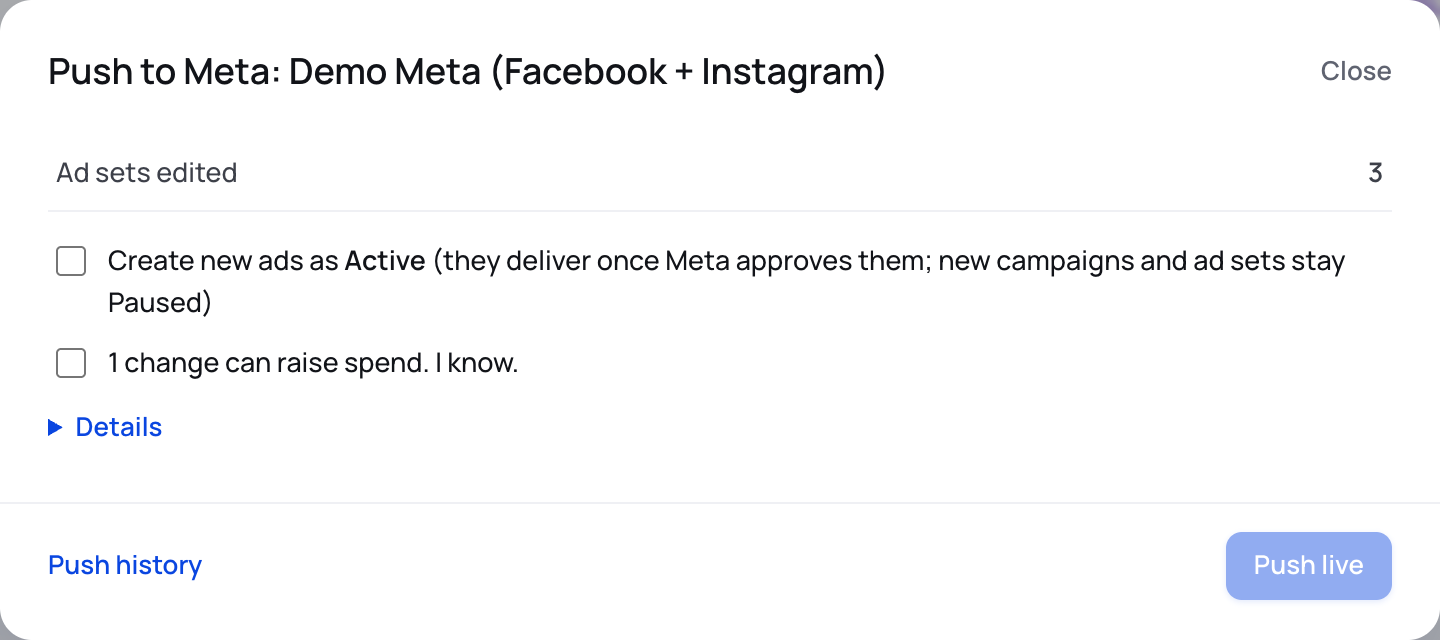 Push to Meta: Demo Meta (Facebook + Instagram)
Close
Ad sets edited
3
Create new ads as Active (they deliver once Meta approves them; new campaigns and ad sets stay
Paused)
1 change can raise spend. I know.
Details
Push history
Push live